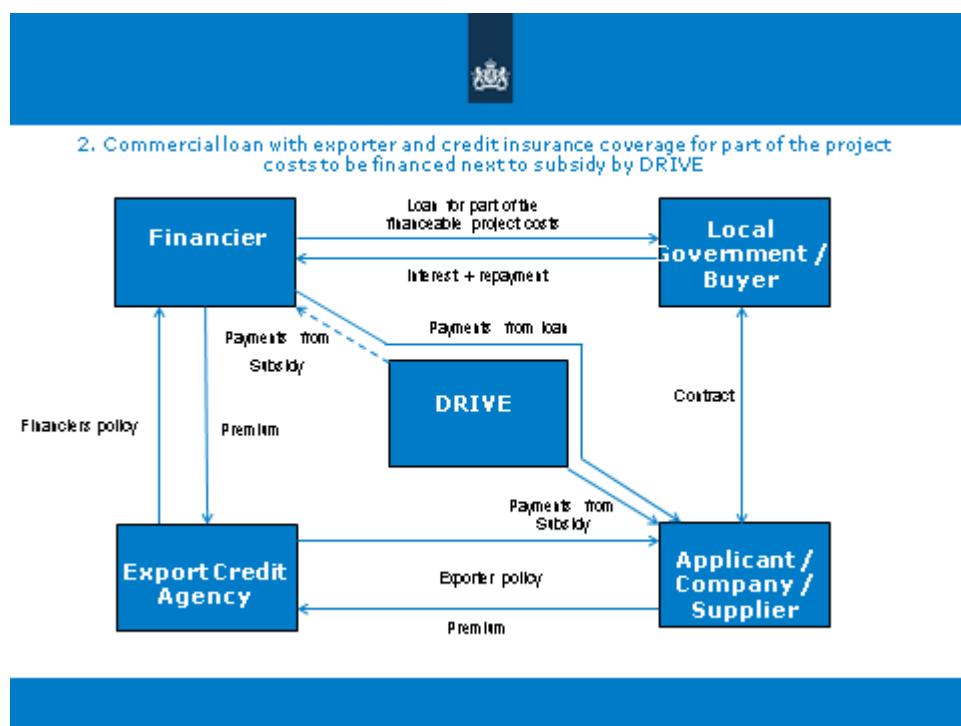 2. Commercial loan with exporter and credit insurance coverage for part of the project
costs to be financed next to subsidy by DRIVE
Loan for part of the
financeable project costs
Financier
Local
Government /
Buyer
Interest + repayment
Payments from loan
Payments from
Subsidy
DRIVE
Contract
Financiers policy
Premium
Payments from
Subsidy
Export Credit
Agency
Exporter policy
Applicant /
Company /
Supplier
Premium